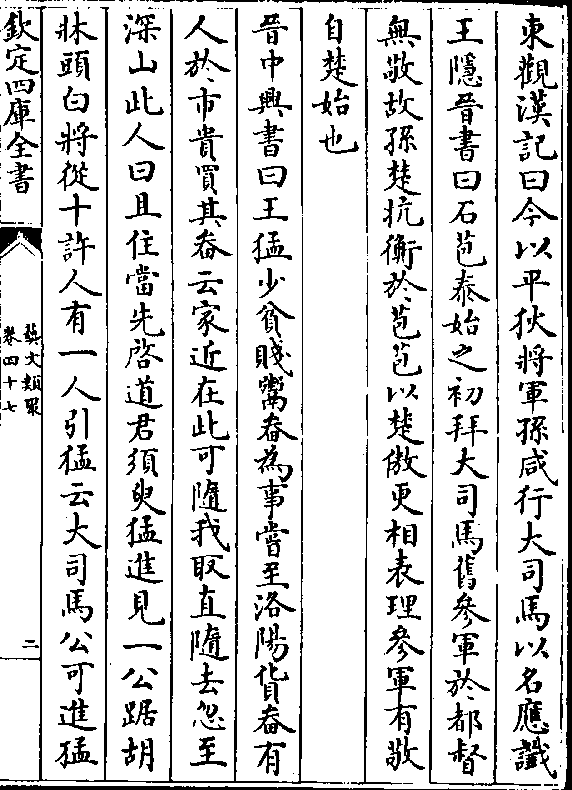 東觀漢記曰今以平狄將軍孫咸行大司馬以名應讖
王隱晉書曰石苞泰始之初拜大司馬舊參軍於都督
無敬故孫楚抗衡於苞苞以楚傲更相表理參軍有敬
自楚始也
晉中興書曰王猛少貧賤鬻畚為事嘗至洛陽貨畚有
人於市貴買其畚云家近在此可隨我取直隨去忽至
深山此人曰且住當先啓道君須臾猛進見一公踞胡
牀頭白將從十許人有一人引猛云大司馬公可進猛
欽定四庫全書
藝文類聚
卷四十七
二